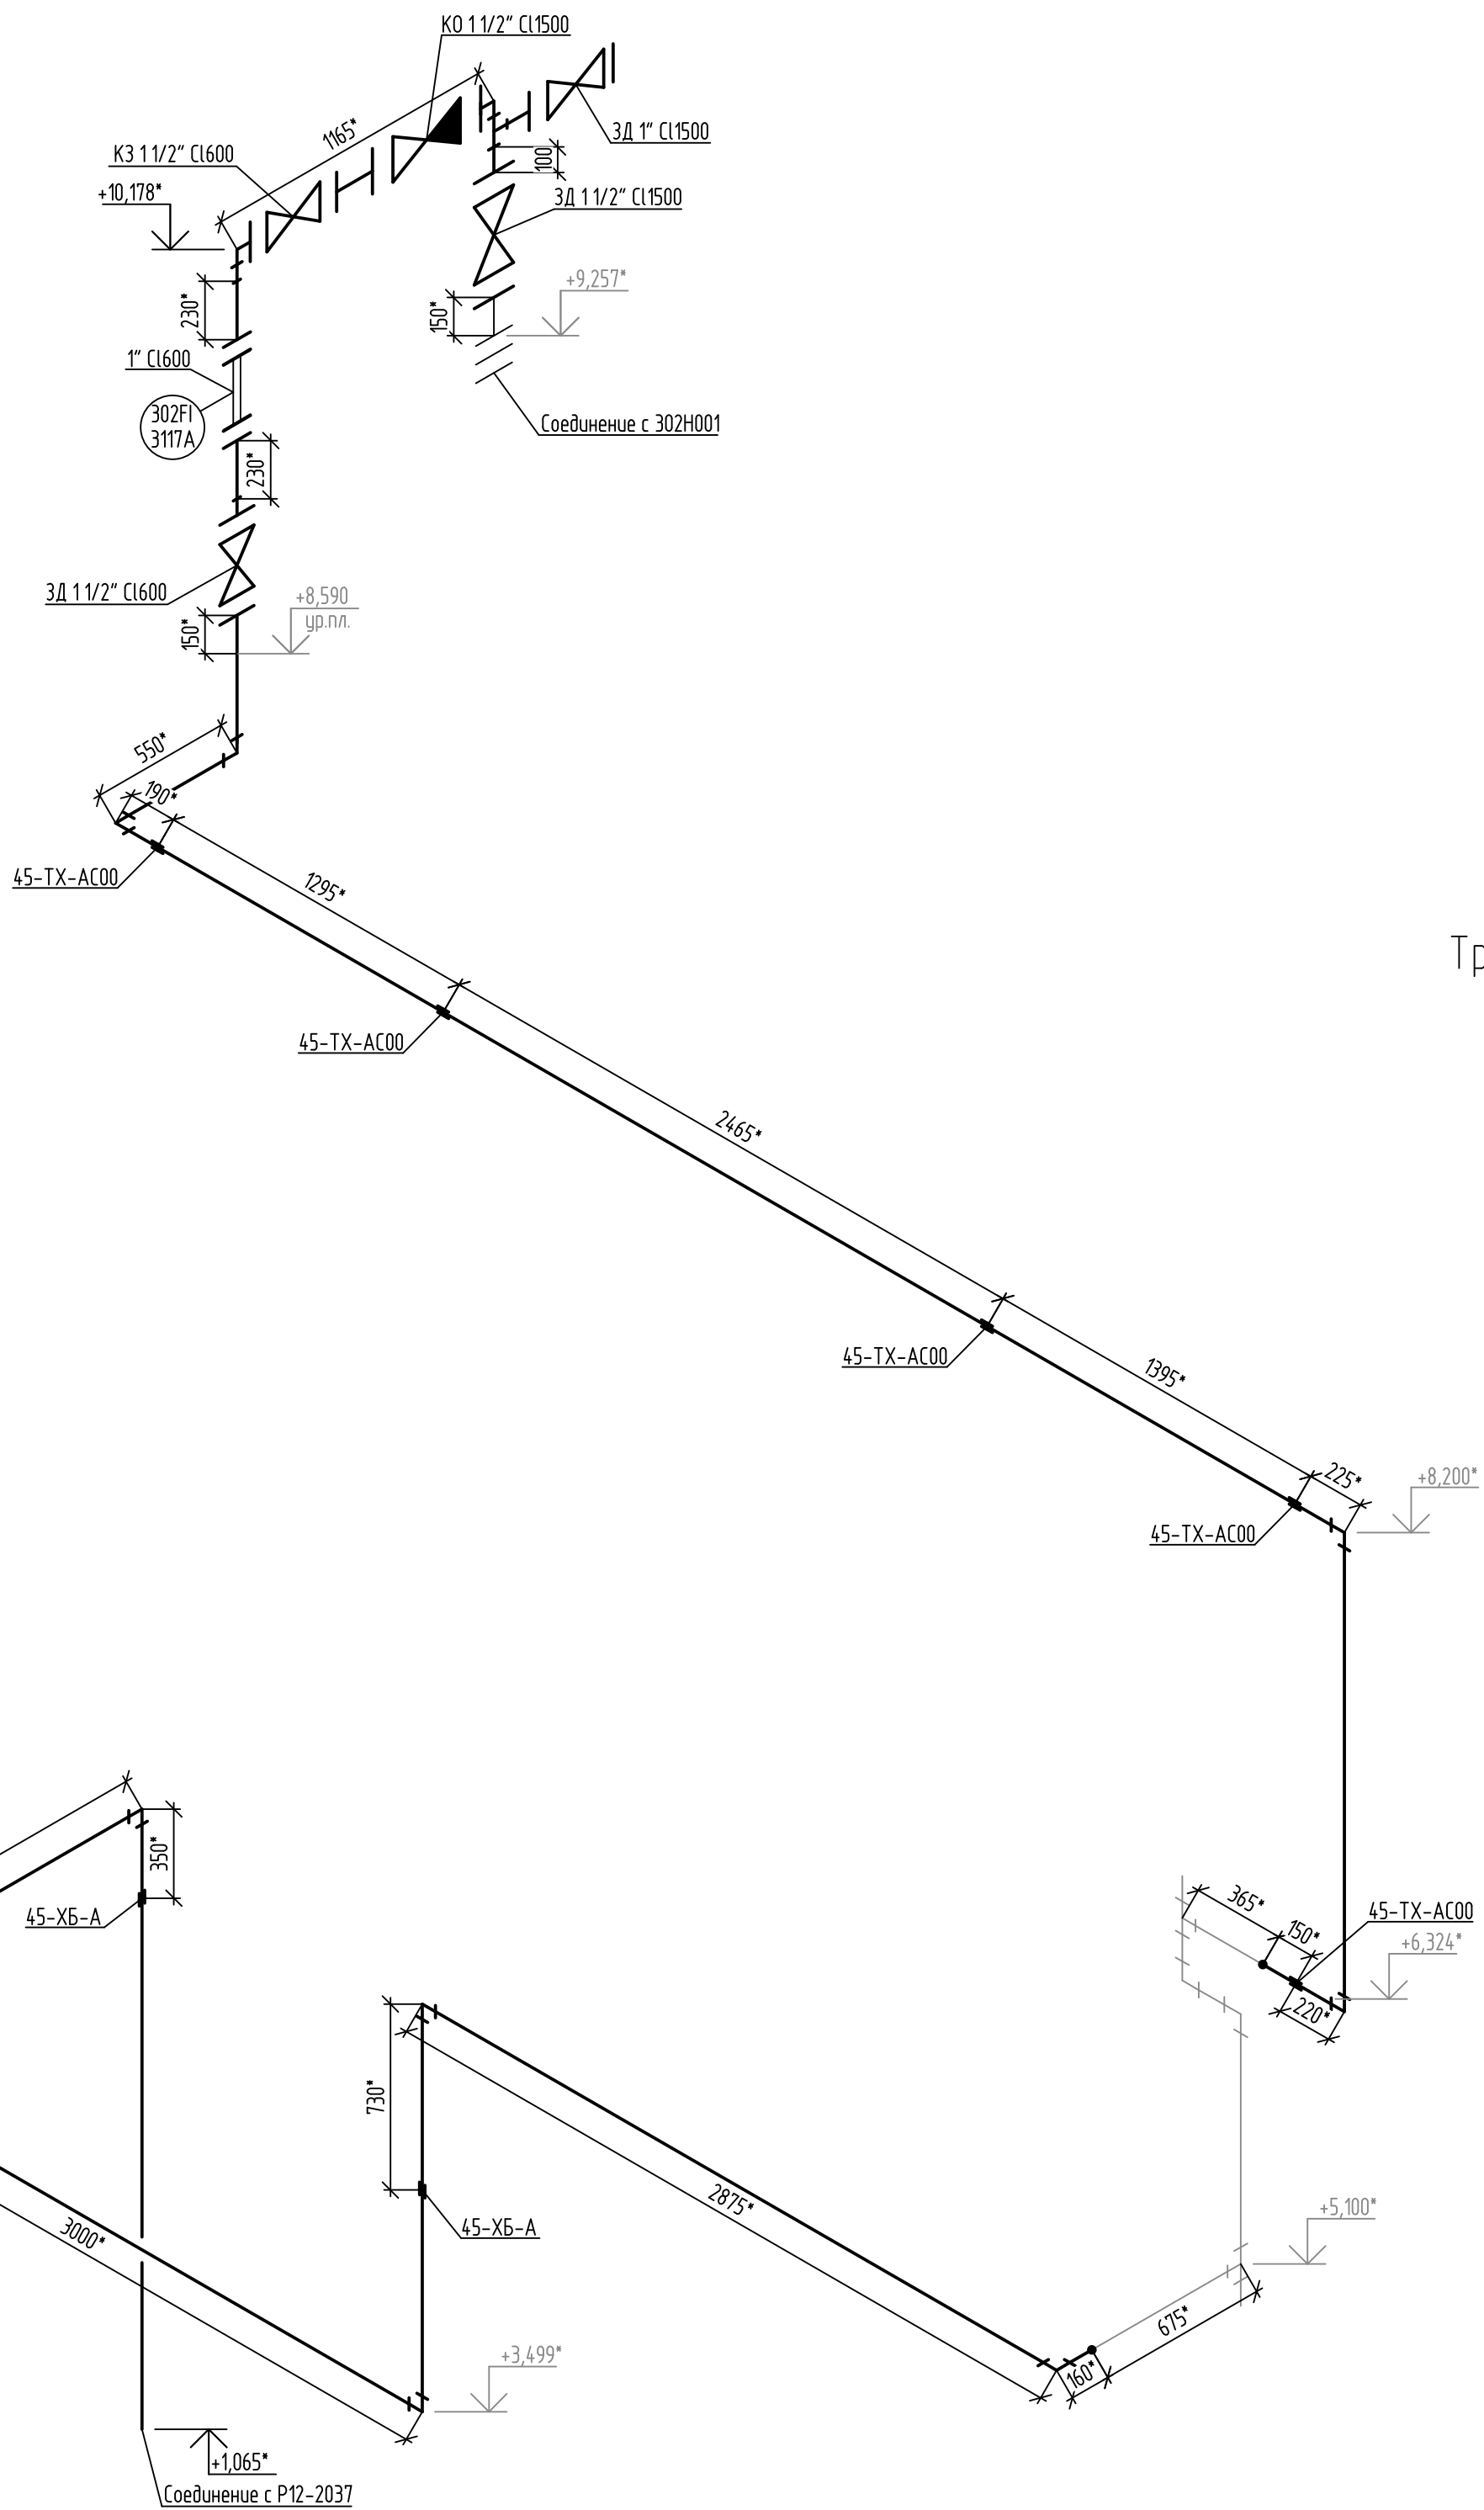 КО 1 1/2" Cl1500
1165*
ЗД 1" Cl1500
КЗ 1 1/2" Cl600
100
+10,178*
ЗД 1 1/2" Cl1500
+9,257*
230*
150*
1" Cl600
302FI
3117A
Соединение с 302Н001
230*
ЗД 1 1/2" Cl600
+8,590
ур.пл.
150*
550*
190*
45-ТХ-АС00
1295*
Тр
45-ТХ-АС00
2465*
45-ТХ-АС00
1395*
225*
+8,200*
45-ТХ-АС00
350*
45-ХБ-А
365*
150*
45-ТХ-АС00
+6,324*
220*
730*
2875*
45-ХБ-А
3000*
+5,100*
675*
160*
+3,499*
+1,065*
Соединение с Р12-2037